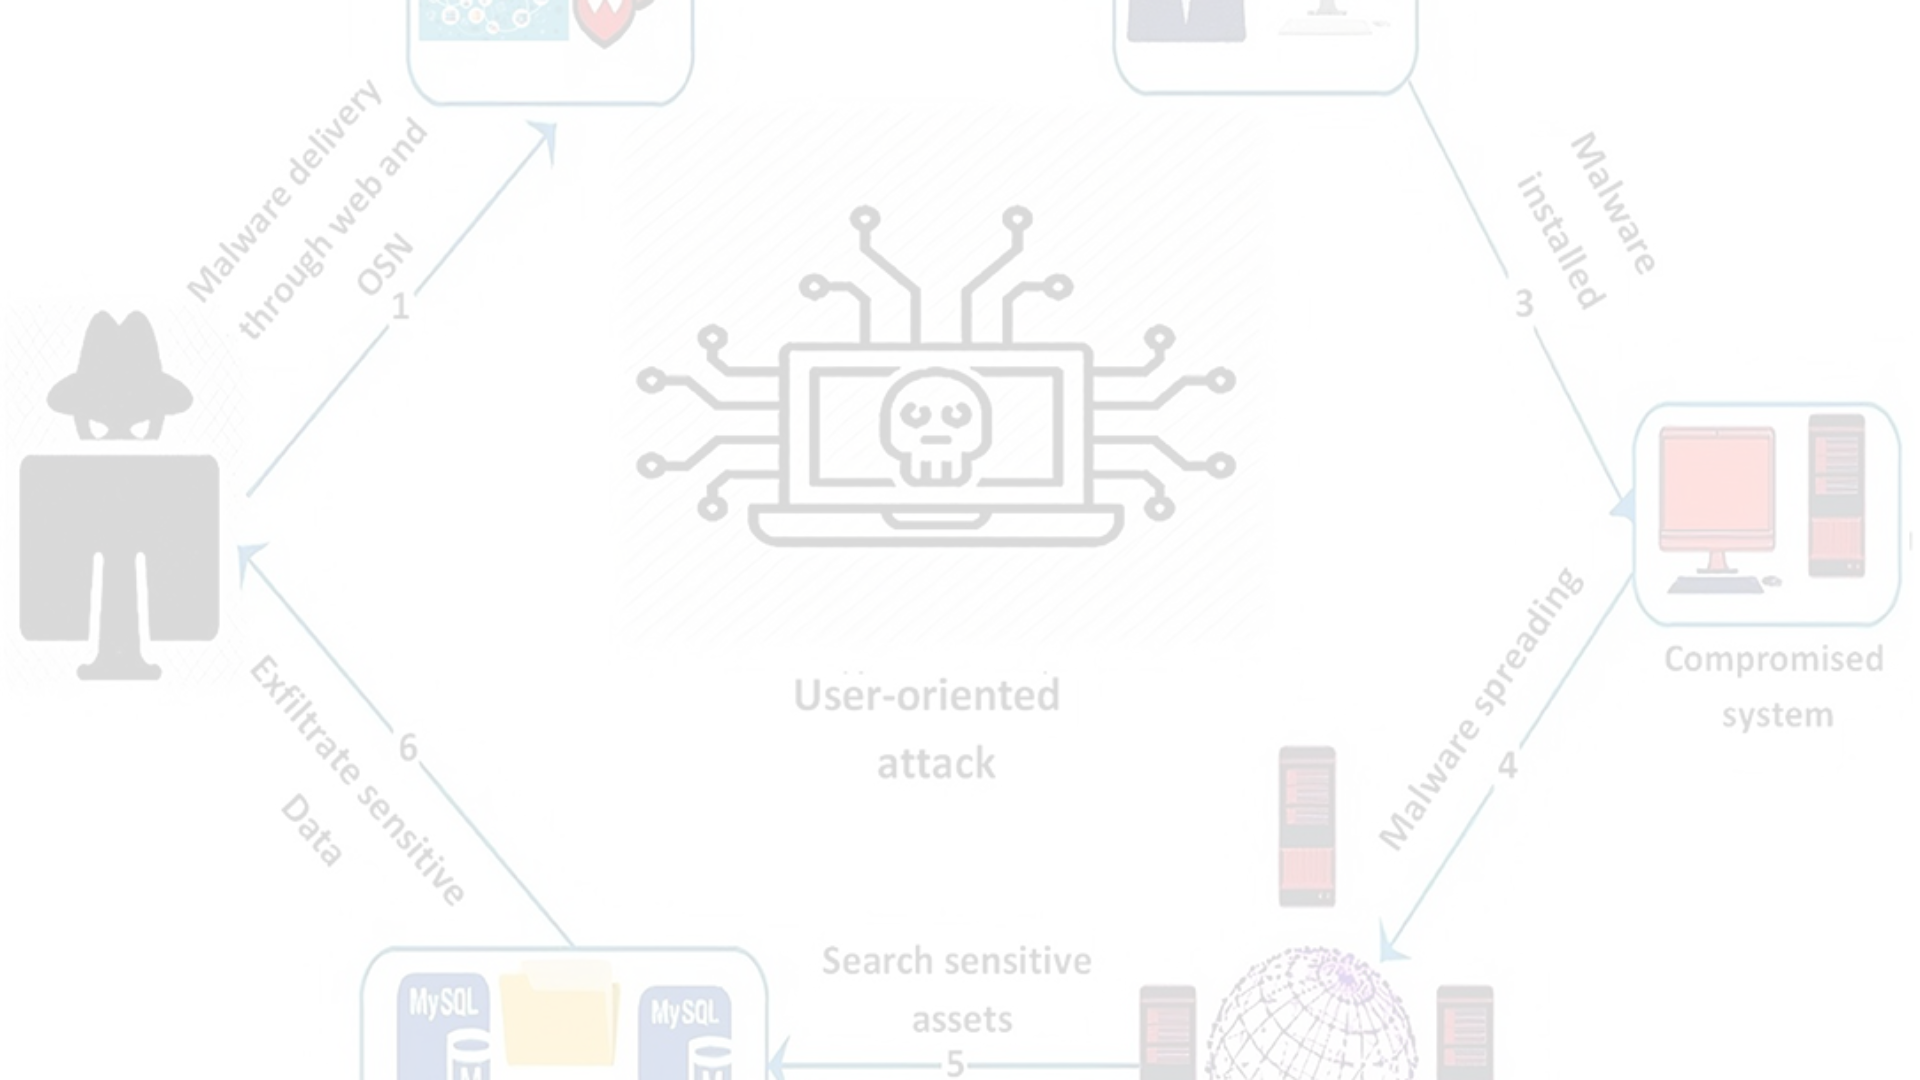 Malware delivery
through web and
OSN
1
Malware
installed
3
Compromised
system
Malware spreading
4
User-oriented
attack
Exfiltrate sensitive
Data
6
Search sensitive
assets
5
MySQL
MySQL